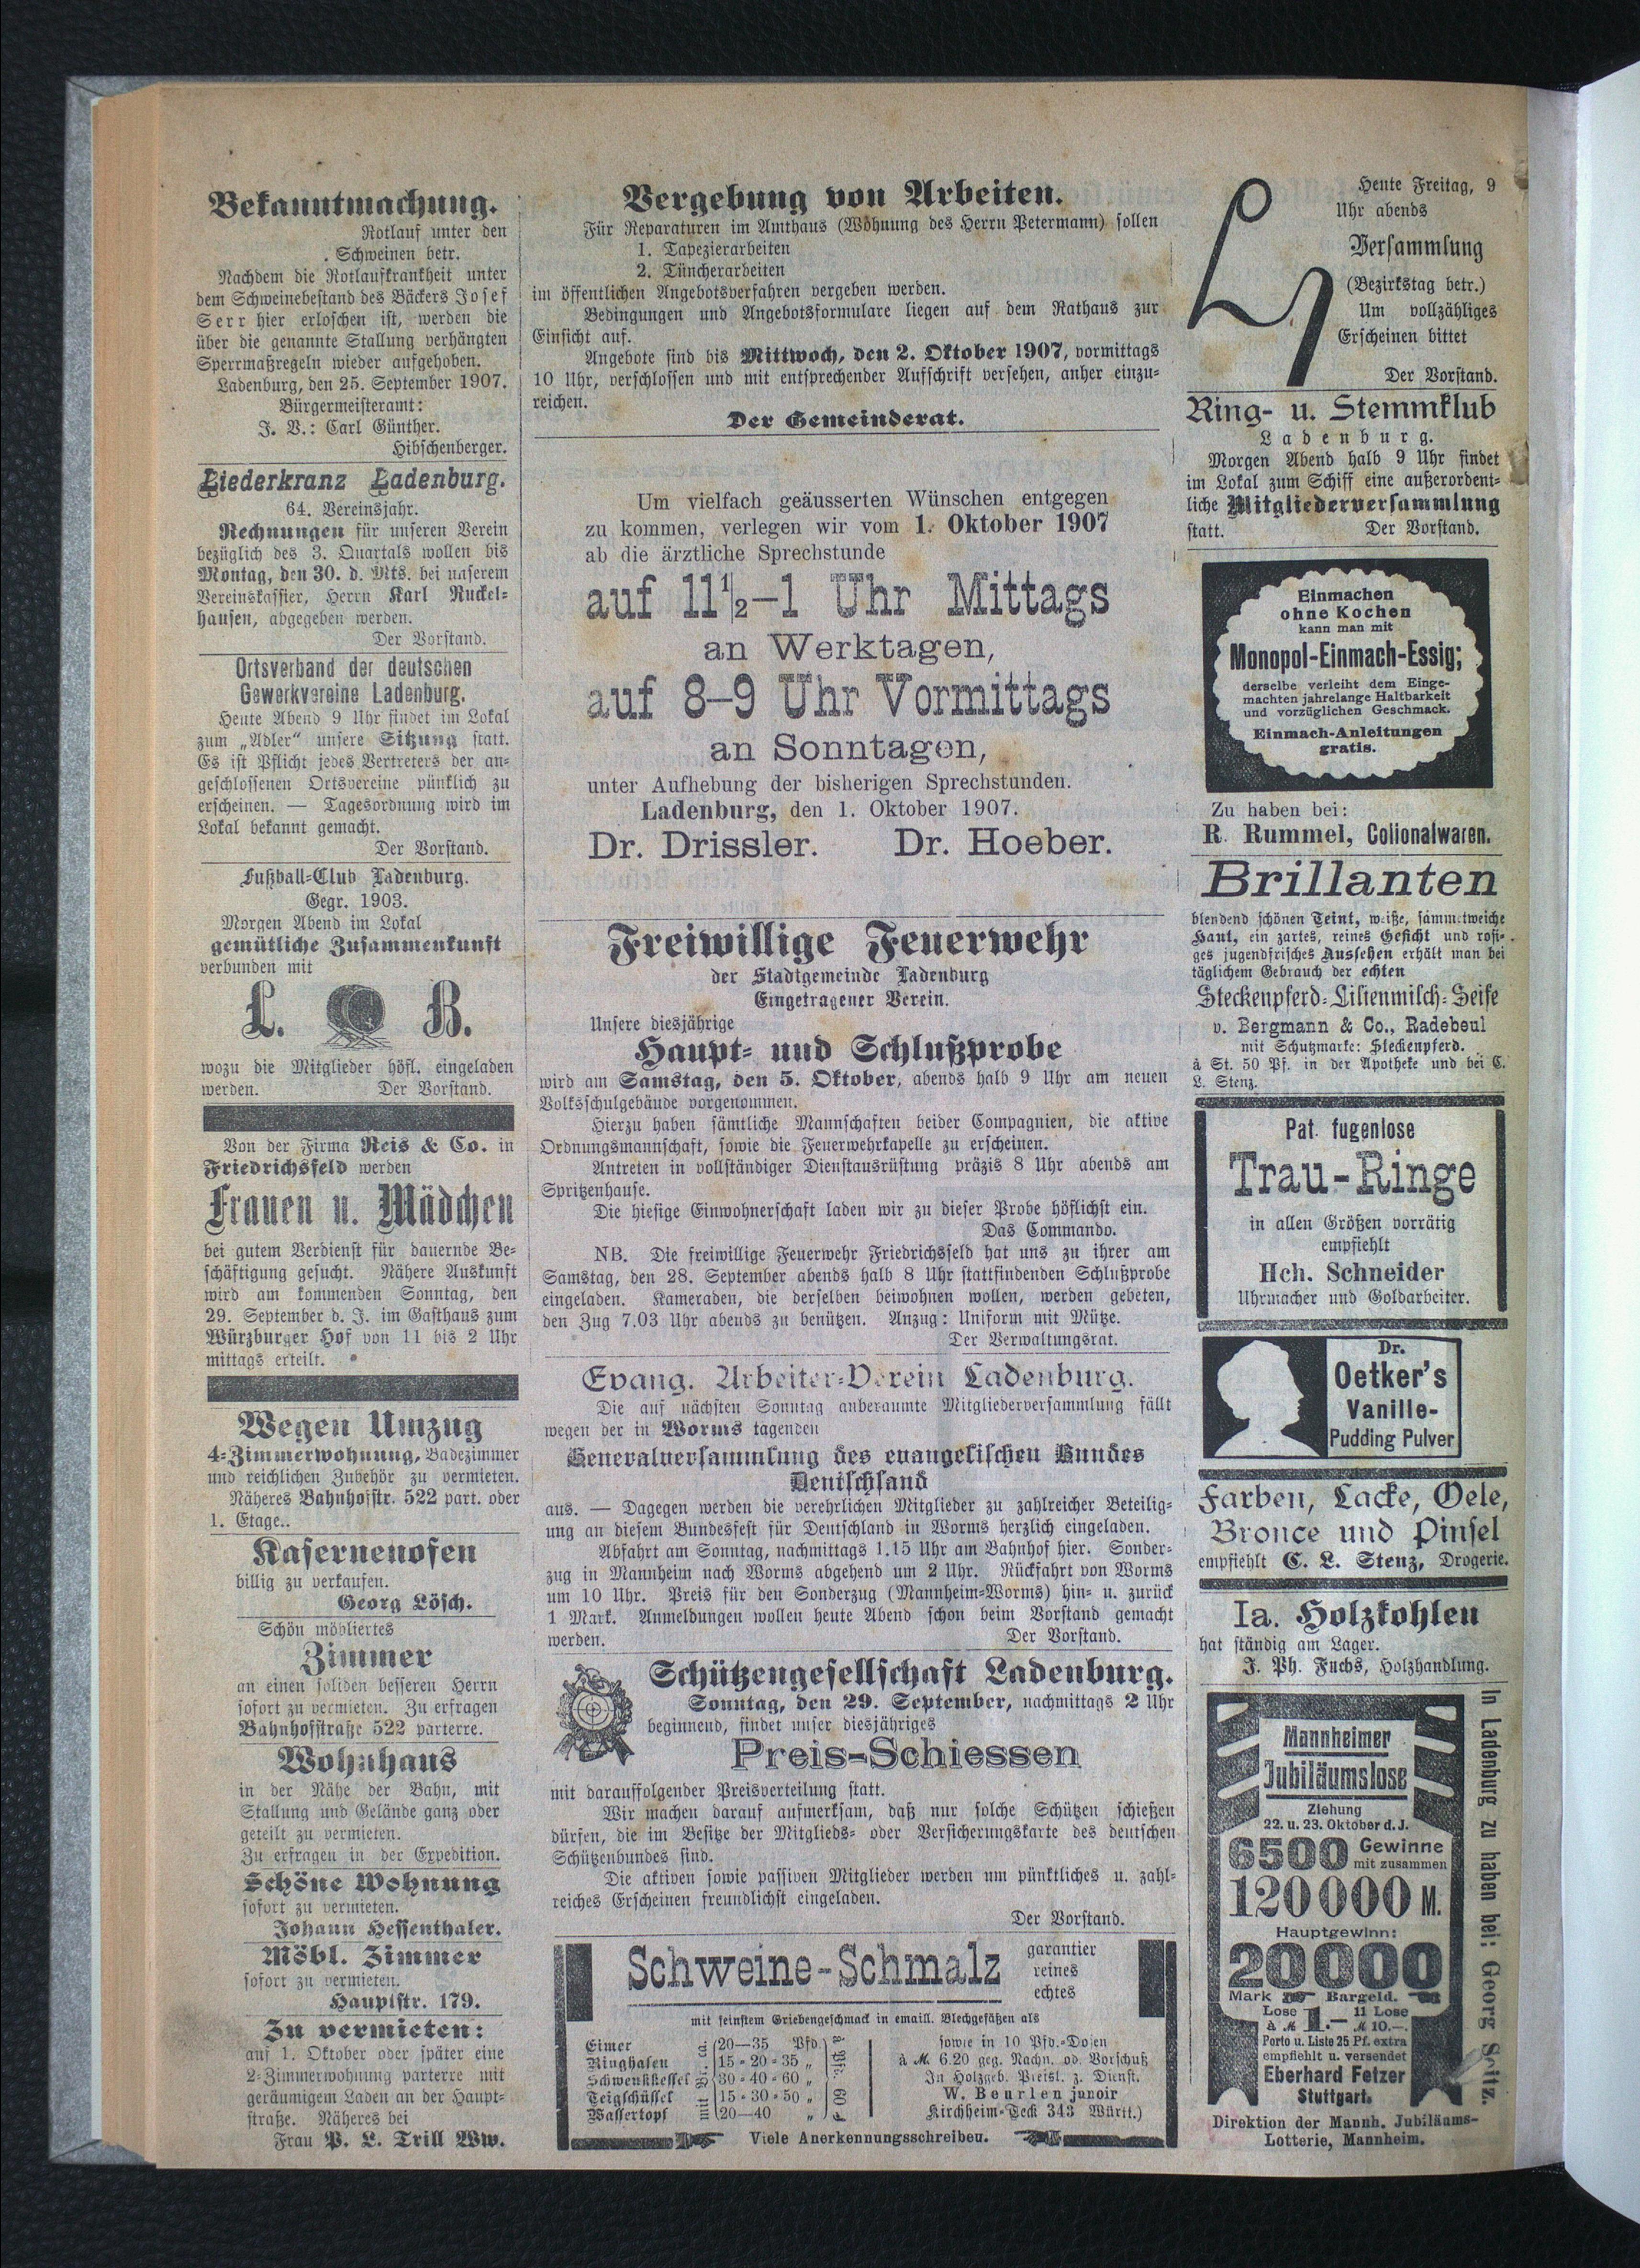 Bekanntmachung.
Rotlauf unter den
Schweinen betr.
Nachdem die Rotlaufkrankheit unter
dem Schweinebestand des Bäckers Josef
Serr hier erloschen ist, werden die
über die genannte Stallung verhängten
Sperrmaßregeln wieder aufgehoben.
Ladenburg, den 25. September 1907.
Bürgermeisteramt:
J. V.: Carl Günther.
Hibschenberger.
Liederkranz Ladenburg.
64. Vereinsjahr.
Rechnungen für unseren Verein
bezüglich des 3. Quartals wollen bis
Montag, den 30. d. Mts. bei unserem
Vereinskassier, Herrn Karl Nuckel-
hausen, abgegeben werden.
Der Vorstand.
Ortsverband der deutschen
Gewerkvereine Ladenburg.
Heute Abend 9 Uhr findet im Lokal
zum „Adler“ unsere Sitzung statt.
Es ist Pflicht jedes Vertreters der an-
geschlossenen Ortsvereine pünklich zu
erscheinen. — Tagesordnung wird im
Lokal bekannt gemacht.
Der Vorstand.
Fußball-Club Ladenburg.
Gegr. 1903.
Morgen Abend im Lokal
gemütliche Zusammenkunft
verbunden mit
L. B.
wozu die Mitglieder höfl. eingeladen
werden. Der Vorstand.
Von der Firma Reis & Co. in
Friedrichsfeld werden
Frauen u. Mädchen
bei gutem Verdienst für dauernde Be-
schäftigung gesucht. Nähere Auskunft
wird am kommenden Sonntag, den
29. September d. J. im Gasthaus zum
Würzburger Hof von 11 bis 2 Uhr
mittags erteilt.
Wegen Umzug
4-Zimmerwohnung, Badezimmer
und reichlichen Zubehör zu vermieten.
Näheres Bahnhofstr. 522 part. oder
1. Etage..
Kasernenofen
billig zu verkaufen.
Georg Lösch.
Schön möbliertes
Zimmer
an einen soliden besseren Herrn
sofort zu vermieten. Zu erfragen
Bahnhofstraße 522 parterre.
Wohnhaus
in der Nähe der Bahn, mit
Stallung und Gelände ganz oder
geteilt zu vermieten.
Zu erfragen in der Expedition.
Schöne Wohnung
sofort zu vermieten.
Johann Hessenthaler.
Möbl. Zimmer
sofort zu vermieten.
Hauptstr. 179.
Zu vermieten:
auf 1. Oktober oder später eine
2-Zimmerwohnung parterre mit
geräumigem Laden an der Haupt-
straße. Näheres bei
Frau P. L. Trill Ww.
Vergebung von Arbeiten.
Für Reparaturen im Amthaus (Wohnung des Herrn Petermann) sollen
1. Tapezierarbeiten
2. Tüncherarbeiten
im öffentlichen Angebotsverfahren vergeben werden.
Bedingungen und Angebotsformulare liegen auf dem Rathaus zur
Einsicht auf.
Angebote sind bis Mittwoch, den 2. Oktober 1907, vormittags
10 Uhr, verschlossen und mit entsprechender Aufschrift versehen, anher einzu-
reichen.
Der Gemeinderat.
Um vielfach geäusserten Wünschen entgegen
zu kommen, verlegen wir vom 1. Oktober 1907
ab die ärztliche Sprechstunde
auf 11½–1 Uhr Mittags
an Werktagen,
auf 8–9 Uhr Vormittags
an Sonntagen,
unter Aufhebung der bisherigen Sprechstunden.
Ladenburg, den 1. Oktober 1907.
Dr. Drissler. Dr. Hoeber.
Freiwillige Feuerwehr
der Stadtgemeinde Ladenburg
Eingetragener Verein.
Unsere diesjährige
Haupt- und Schlußprobe
wird am Samstag, den 5. Oktober, abends halb 9 Uhr am neuen
Volksschulgebäude vorgenommen.
Hierzu haben sämtliche Mannschaften beider Compagnien, die aktive
Ordnungsmannschaft, sowie die Feuerwehrkapelle zu erscheinen.
Antreten in vollständiger Dienstausrüstung präzis 8 Uhr abends am
Spritzenhause.
Die hiesige Einwohnerschaft laden wir zu dieser Probe höflichst ein.
Das Commando.
NB. Die freiwillige Feuerwehr Friedrichsfeld hat uns zu ihrer am
Samstag, den 28. September abends halb 8 Uhr stattfindenden Schlußprobe
eingeladen. Kameraden, die derselben beiwohnen wollen, werden gebeten,
den Zug 7.03 Uhr abends zu benützen. Anzug: Uniform mit Mütze.
Der Verwaltungsrat.
Evang. Arbeiter-Verein Ladenburg.
Die auf nächsten Sonntag anberaumte Mitgliederversammlung fällt
wegen der in Worms tagenden
Generalversammlung des evangelischen Bundes
Deutschland
aus. — Dagegen werden die verehrlichen Mitglieder zu zahlreicher Beteilig-
ung an diesem Bundesfest für Deutschland in Worms herzlich eingeladen.
Abfahrt am Sonntag, nachmittags 1.15 Uhr am Bahnhof hier. Sonder-
zug in Mannheim nach Worms abgehend um 2 Uhr. Rückfahrt von Worms
um 10 Uhr. Preis für den Sonderzug (Mannheim-Worms) hin- u. zurück
1 Mark. Anmeldungen wollen heute Abend schon beim Vorstand gemacht
werden. Der Vorstand.
Schützengesellschaft Ladenburg.
Sonntag, den 29. September, nachmittags 2 Uhr
beginnend, findet unser diesjähriges
Preis-Schiessen
mit darauffolgender Preisverteilung statt.
Wir machen darauf aufmerksam, daß nur solche Schützen schießen
dürfen, die im Besitze der Mitglieds- oder Versicherungskarte des deutschen
Schützenbundes sind.
Die aktiven sowie passiven Mitglieder werden um pünktliches u. zahl-
reiches Erscheinen freundlichst eingeladen.
Der Vorstand.
Schweine-Schmalz
garantier
reines
echtes
mit feinstem Griebengeschmack in emaill. Blechgefäßen als
Eimer 20—35 Pfd.
Ringhafen 15-20-35 „
Schwenkkessel 30-40-60 „
Teigschüssel 15-30-50 „
Wassertopf 20—40 „
mit
60
sowie in 10 Pfd.-Dosen
à M. 6.20 geg. Nachn. od. Vorschuß
In Holzgeb. Preisl. z. Dienst.
W. Beurlen junoir
Kirchheim-Teck 343 Württ.)
Viele Anerkennungsschreiben.
Heute Freitag, 9
Uhr abends
Versammlung
(Bezirkstag betr.)
Um vollzähliges
Erscheinen bittet
Der Vorstand.
Ring- u. Stemmklub
Ladenburg.
Morgen Abend halb 9 Uhr findet
im Lokal zum Schiff eine außerordent-
liche Mitgliederversammlung
statt. Der Vorstand.
Einmachen
ohne Kochen
kann man mit
Monopol-Einmach-Essig;
derselbe verleiht dem Einge-
machten jahrelange Haltbarkeit
und vorzüglichen Geschmack.
Einmach-Anleitungen
gratis.
Zu haben bei:
R. Rummel, Colionalwaren.
Brillanten
blendend schönen Teint, weiße, sammetweiche
Haut, ein zartes, reines Gesicht und rosi-
ges jugendfrisches Aussehen erhält man bei
täglichem Gebrauch der echten
Steckenpferd-Lilienmilch-Seife
v. Bergmann & Co., Radebeul
mit Schutzmarke: Steckenpferd.
à St. 50 Pf. in der Apotheke und bei C.
L. Stenz.
Pat. fugenlose
Trau-Ringe
in allen Größen vorrätig
empfiehlt
Hch. Schneider
Uhrmacher und Goldarbeiter.
Dr.
Oetker's
Vanille-
Pudding Pulver
Farben, Lacke, Oele,
Bronce und Pinsel
empfiehlt C. L. Stenz, Drogerie.
Ia. Holzkohlen
hat ständig am Lager.
J. Ph. Fuchs, Holzhandlung.
Mannheimer
Jubiläumslose
Ziehung
22. u. 23. Oktober d. J.
6500 Gewinne
mit zusammen
120000 M.
Hauptgewinn:
20000
Mark Bargeld.
Lose 11 Lose
à M 1.— M 10.—.
Porto u. Liste 25 Pf. extra
empfiehlt u. versendet
Eberhard Fetzer
Stuttgart.
Direktion der Mannh. Jubiläums-
Lotterie, Mannheim.
In Ladenburg zu haben bei: Georg Seitz.